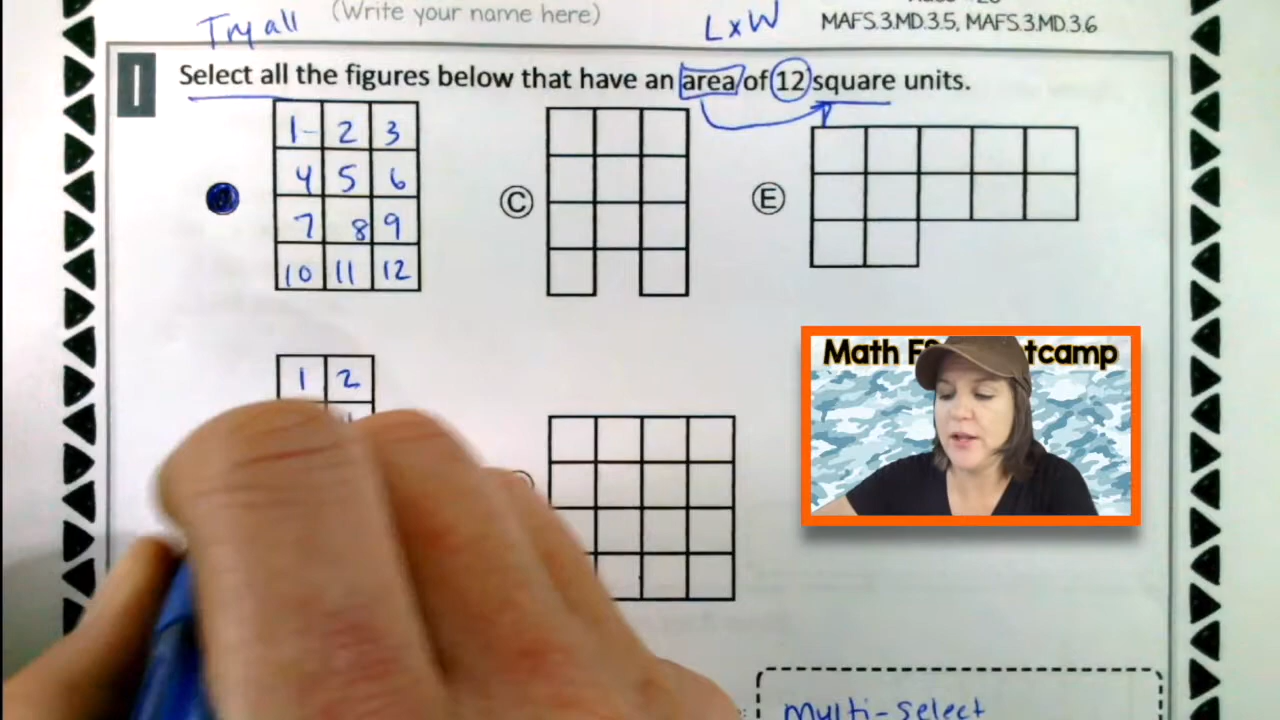 Try all
(Write your name here)
L x W
MAFS.3.MD.3.5, MAFS.3.MD.3.6
1
Select all the figures below that have an area of 12 square units.
1 2 3
4 5 6
7 8 9
10 11 12
C
E
1 2
Math
tcamp
multi-select